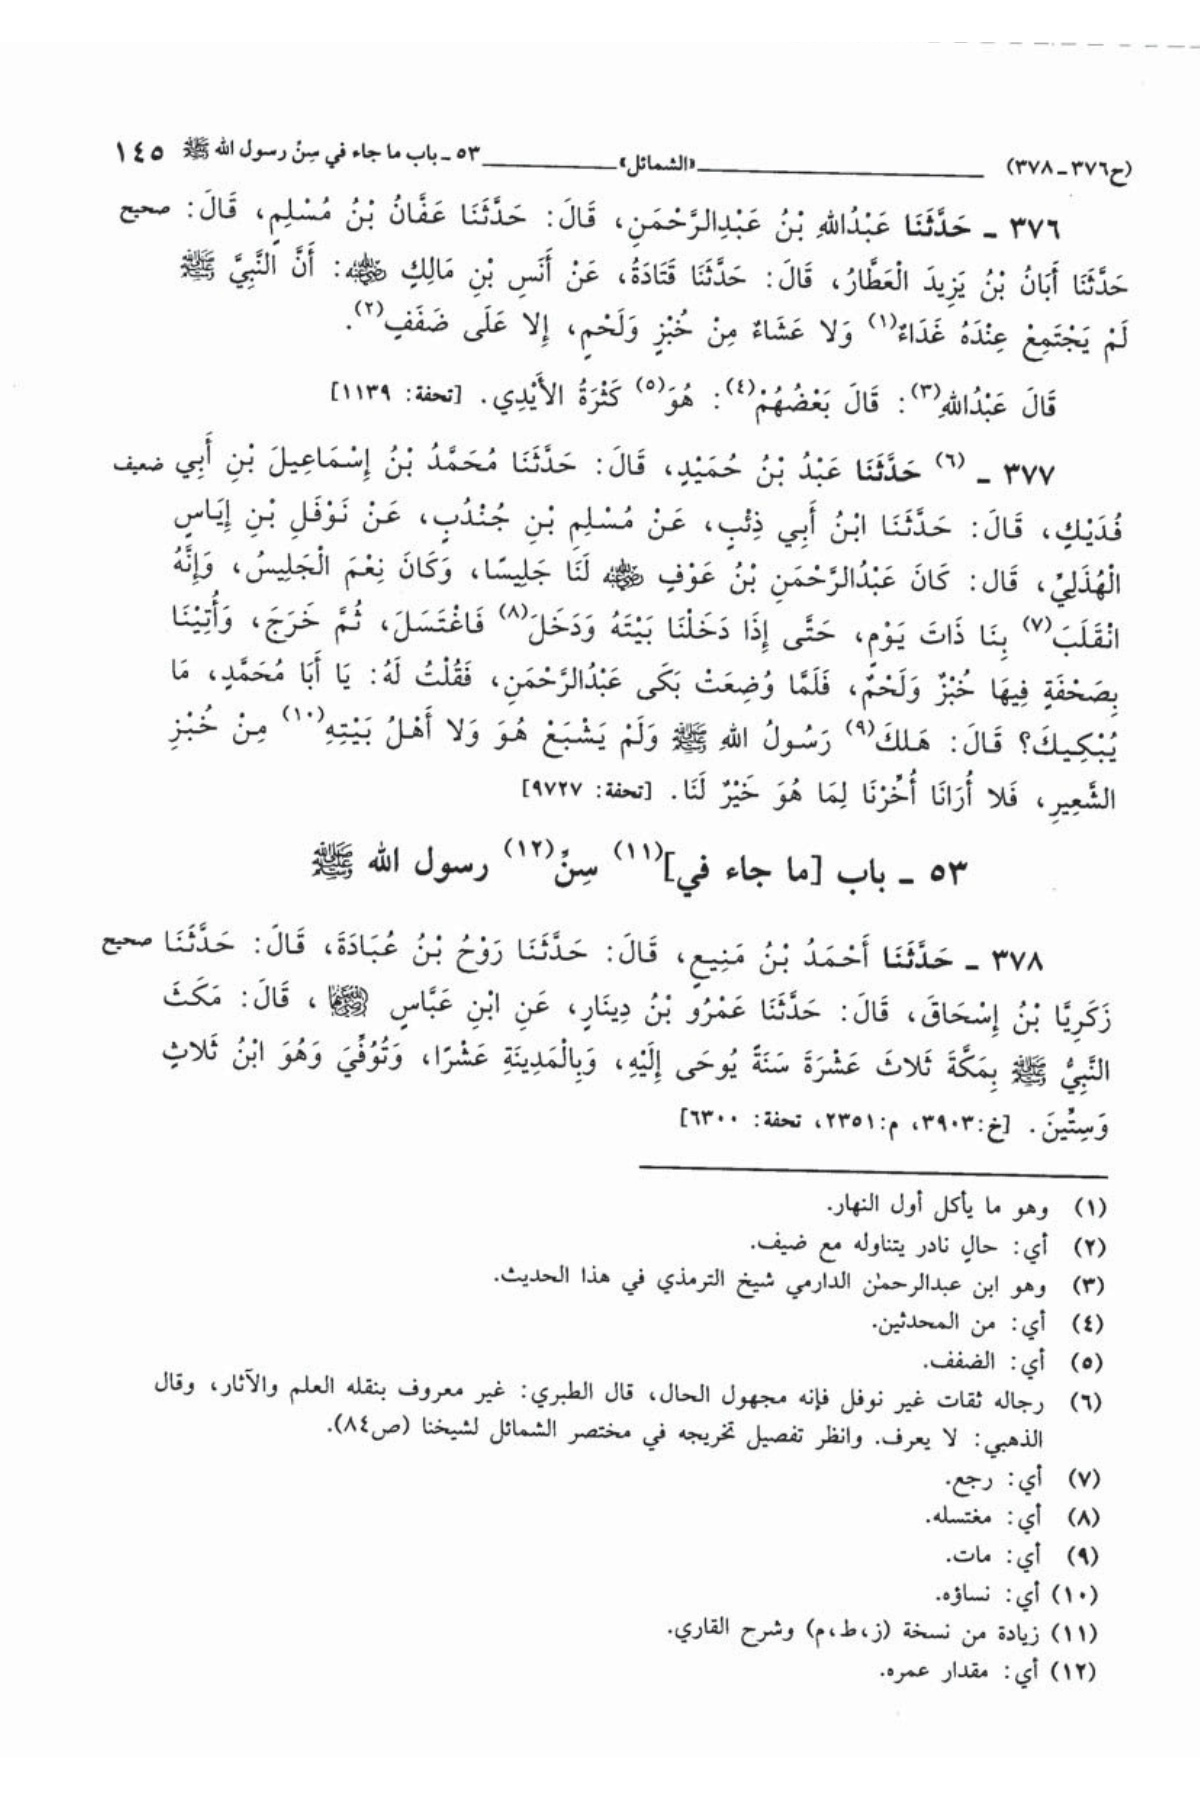 (ح٣٧٦-٣٧٨) «الشمائل» ٥٣ - باب ما جاء في سِنِّ رسول الله ﷺ ١٤٥
٣٧٦ - حَدَّثَنَا عَبْدُاللهِ بْنُ عَبْدِالرَّحْمَنِ، قَالَ: حَدَّثَنَا عَفَّانُ بْنُ مُسْلِمٍ، قَالَ: صحيح
حَدَّثَنَا أَبَانُ بْنُ يَزِيدَ الْعَطَّارُ، قَالَ: حَدَّثَنَا قَتَادَةُ، عَنْ أَنَسِ بْنِ مَالِكٍ رضي الله عنه: أَنَّ النَّبِيَّ ﷺ
لَمْ يَجْتَمِعْ عِنْدَهُ غَدَاءٌ(١) وَلا عَشَاءٌ مِنْ خُبْزٍ وَلَحْمٍ، إِلا عَلَى ضَفَفٍ(٢).
قَالَ عَبْدُاللهِ(٣): قَالَ بَعْضُهُمْ(٤): هُوَ(٥) كَثْرَةُ الأَيْدِي. [تحفة: ١١٣٩]
٣٧٧ - (٦) حَدَّثَنَا عَبْدُ بْنُ حُمَيْدٍ، قَالَ: حَدَّثَنَا مُحَمَّدُ بْنُ إِسْمَاعِيلَ بْنِ أَبِي ضعيف
فُدَيْكٍ، قَالَ: حَدَّثَنَا ابْنُ أَبِي ذِئْبٍ، عَنْ مُسْلِمِ بْنِ جُنْدُبٍ، عَنْ نَوْفَلِ بْنِ إِيَاسٍ
الْهُذَلِيِّ، قَال: كَانَ عَبْدُالرَّحْمَنِ بْنُ عَوْفٍ رضي الله عنه لَنَا جَلِيسًا، وَكَانَ نِعْمَ الْجَلِيسُ، وَإِنَّهُ
انْقَلَبَ(٧) بِنَا ذَاتَ يَوْمٍ، حَتَّى إِذَا دَخَلْنَا بَيْتَهُ وَدَخَلَ(٨) فَاغْتَسَلَ، ثُمَّ خَرَجَ، وَأُتِيْنَا
بِصَحْفَةٍ فِيهَا خُبْزٌ وَلَحْمٌ، فَلَمَّا وُضِعَتْ بَكَى عَبْدُالرَّحْمَنِ، فَقُلْتُ لَهُ: يَا أَبَا مُحَمَّدٍ، مَا
يُبْكِيكَ؟ قَالَ: هَلكَ(٩) رَسُولُ اللهِ ﷺ وَلَمْ يَشْبَعْ هُوَ وَلا أَهْلُ بَيْتِهِ(١٠) مِنْ خُبْزِ
الشَّعِيرِ، فَلا أُرَانَا أُخِّرْنَا لِمَا هُوَ خَيْرٌ لَنَا. [تحفة: ٩٧٢٧]
٥٣ - باب [ما جاء في](١١) سِنِّ(١٢) رسول الله ﷺ
٣٧٨ - حَدَّثَنَا أَحْمَدُ بْنُ مَنِيعٍ، قَالَ: حَدَّثَنَا رَوْحُ بْنُ عُبَادَةَ، قَالَ: حَدَّثَنَا صحيح
زَكَرِيَّا بْنُ إِسْحَاقَ، قَالَ: حَدَّثَنَا عَمْرُو بْنُ دِينَارٍ، عَنِ ابْنِ عَبَّاسٍ رضي الله عنهما، قَالَ: مَكَثَ
النَّبِيُّ ﷺ بِمَكَّةَ ثَلاثَ عَشْرَةَ سَنَةً يُوحَى إِلَيْهِ، وَبِالْمَدِينَةِ عَشْرًا، وَتُوُفِّيَ وَهُوَ ابْنُ ثَلاثٍ
وَسِتِّينَ. [خ:٣٩٠٣، م:٢٣٥١، تحفة: ٦٣٠٠]
(١) وهو ما يأكل أول النهار.
(٢) أي: حالٍ نادر يتناوله مع ضيف.
(٣) وهو ابن عبدالرحمٰن الدارمي شيخ الترمذي في هذا الحديث.
(٤) أي: من المحدثين.
(٥) أي: الضفف.
(٦) رجاله ثقات غير نوفل فإنه مجهول الحال، قال الطبري: غير معروف بنقله العلم والآثار، وقال
الذهبي: لا يعرف. وانظر تفصيل تخريجه في مختصر الشمائل لشيخنا (ص٨٤).
(٧) أي: رجع.
(٨) أي: مغتسله.
(٩) أي: مات.
(١٠) أي: نساؤه.
(١١) زيادة من نسخة (ز،ط،م) وشرح القاري.
(١٢) أي: مقدار عمره.